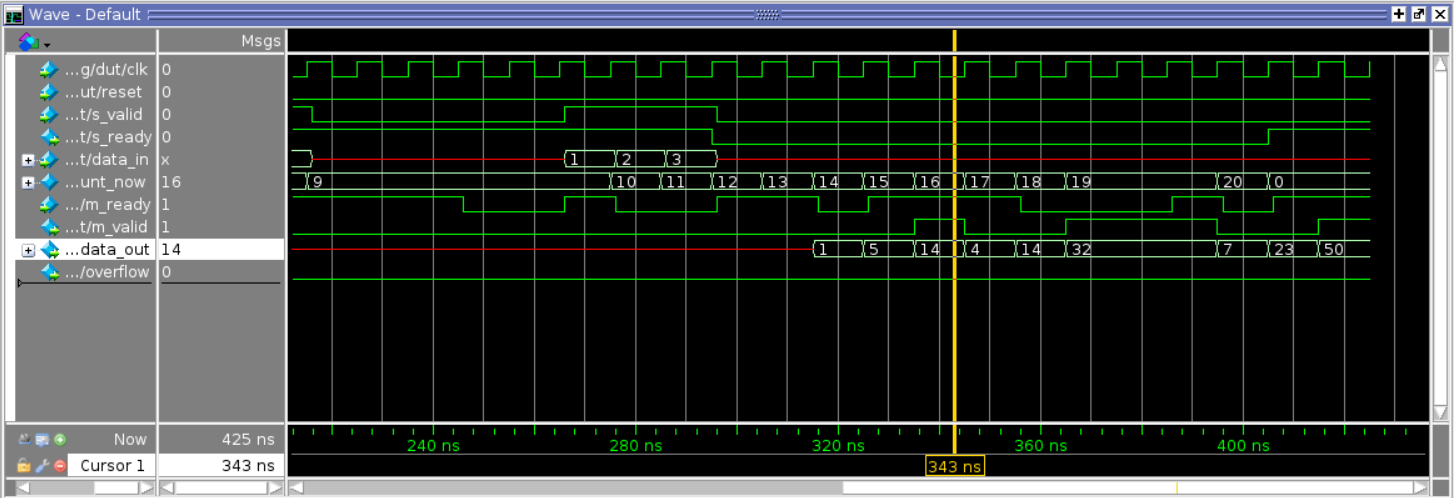 Wave - Default
Msgs
...g/dut/clk 0
...ut/reset 0
...t/s_valid 0
...t/s_ready 0
...t/data_in x 1 2 3
...unt_now 16 9 10 11 12 13 14 15 16 17 18 19 20 0
.../m_ready 1
...t/m_valid 1
...data_out 14 1 5 14 4 14 32 7 23 50
.../overflow 0
Now 425 ns 240 ns 280 ns 320 ns 360 ns 400 ns
Cursor 1 343 ns 343 ns